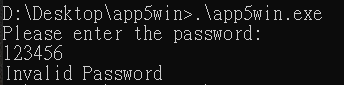 D:\Desktop\app5win>.\app5win.exe
Please enter the password:
123456
Invalid Password